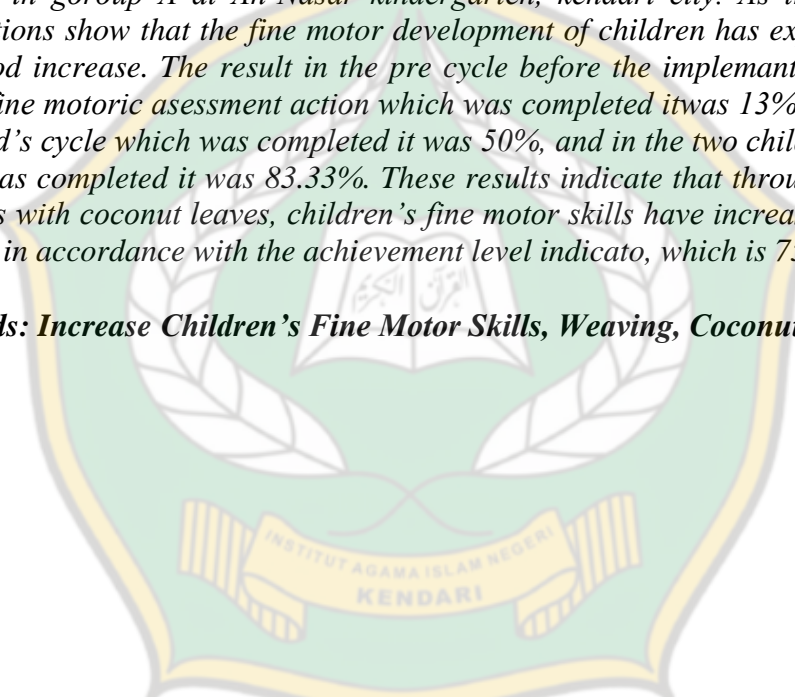 in goroup A at An-Nasar kindergarten, kendari city. As
tions show that the fine motor development of children has ex
od increase. The result in the pre cycle before the implemant
fine motoric asessment action which was completed itwas 13%
d's cycle which was completed it was 50%, and in the two chil
as completed it was 83.33%. These results indicate that throu
s with coconut leaves, children's fine motor skills have increa
in accordance with the achievement level indicato, which is 7
ds: Increase Children's Fine Motor Skills, Weaving, Coconut
القرآن الكريم
INSTITUT AGAMA ISLAM NEGERI
KENDARI